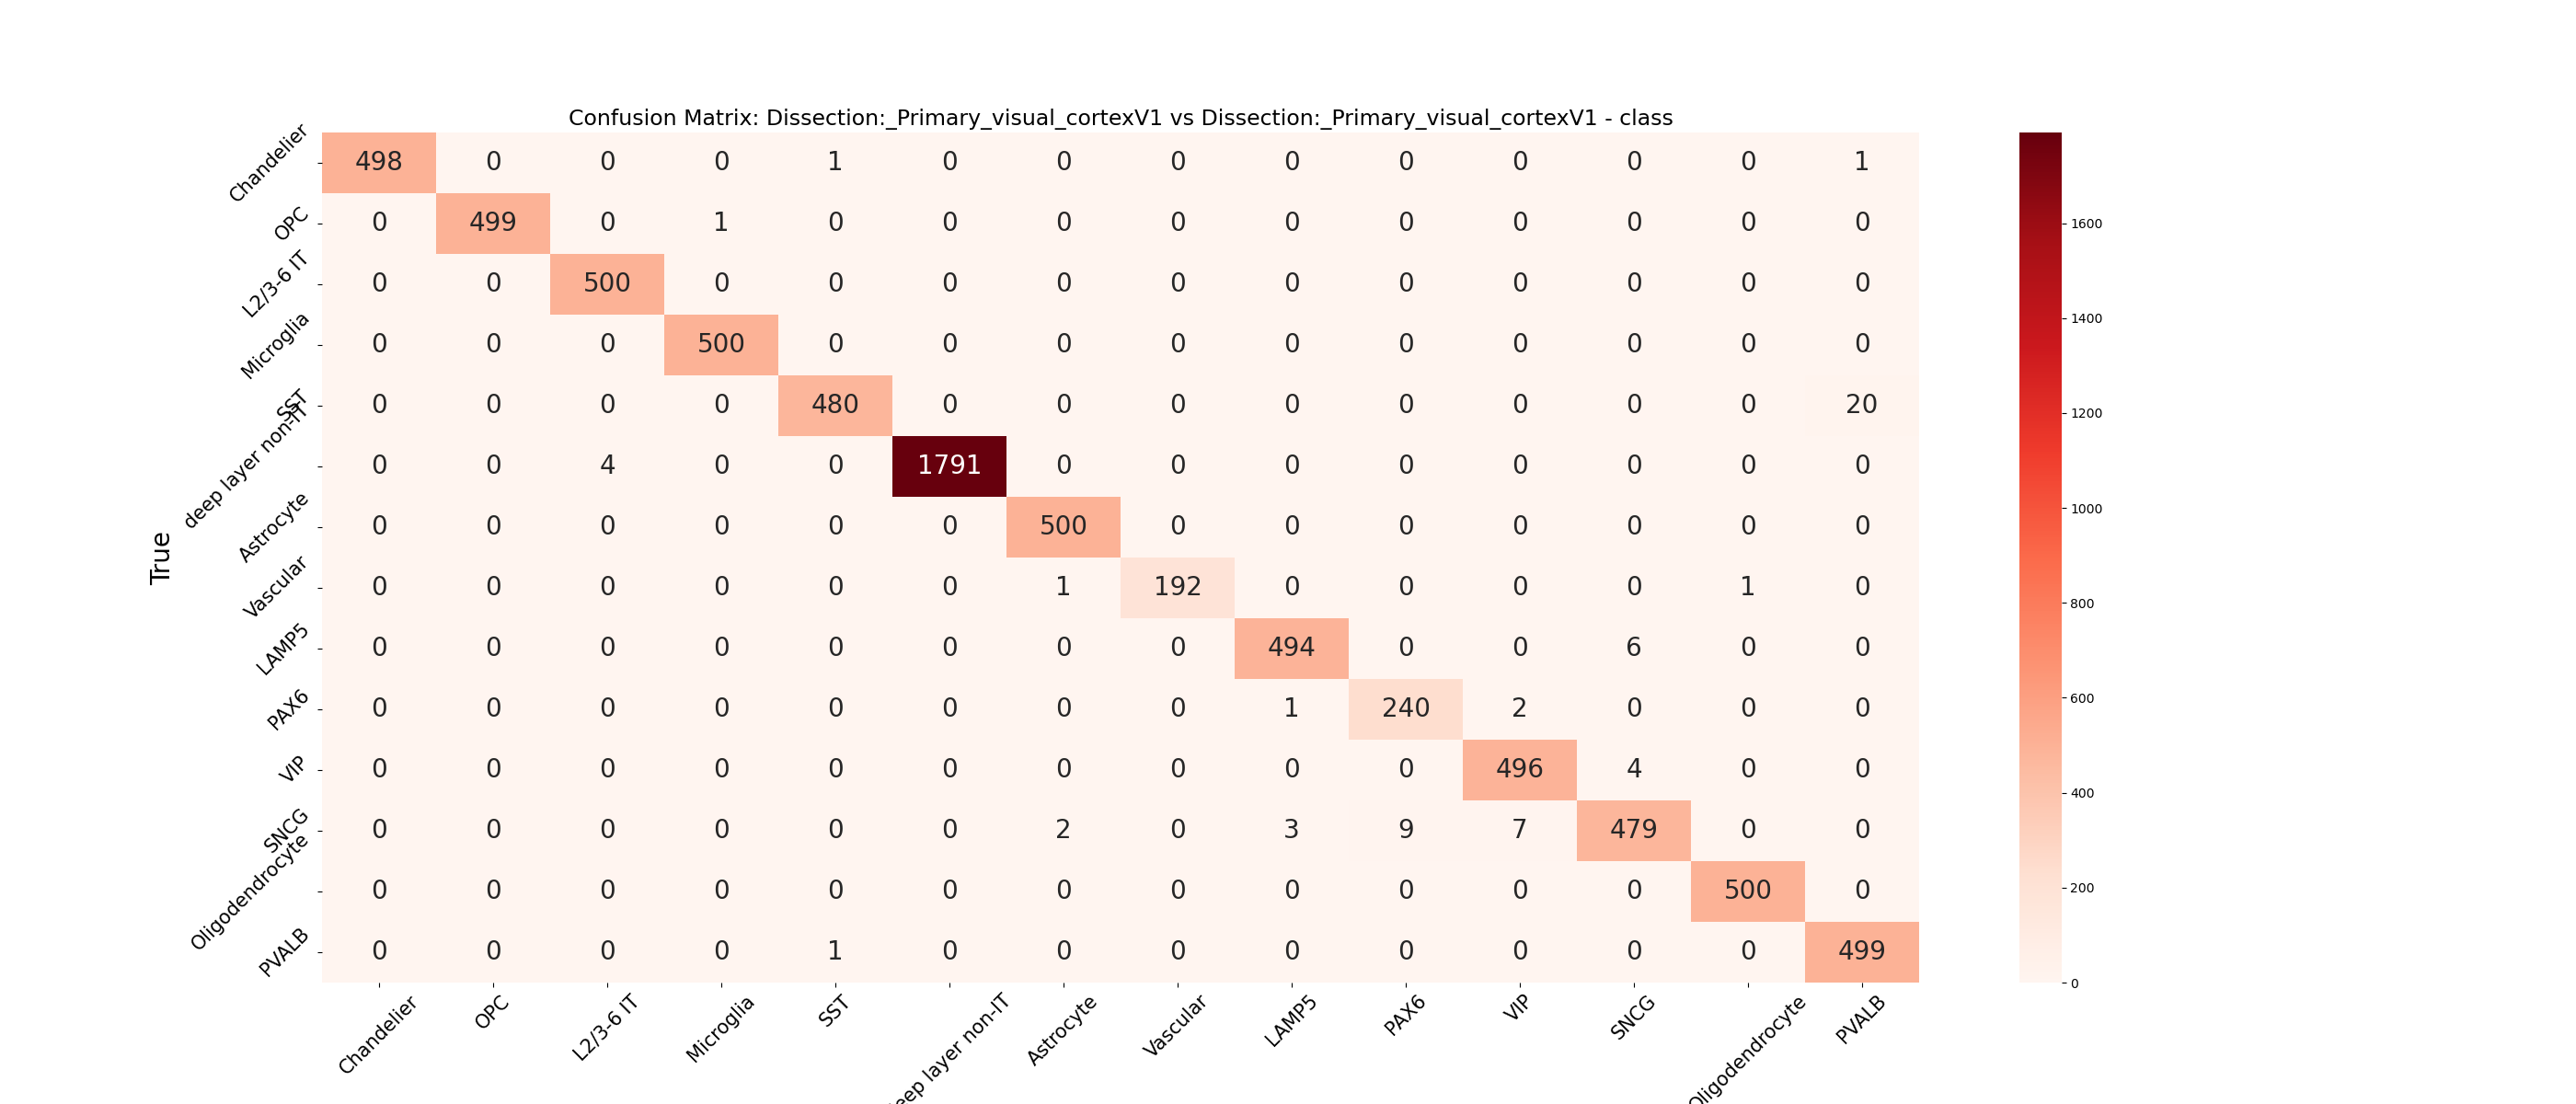 Confusion Matrix: Dissection:_Primary_visual_cortexV1 vs Dissection:_Primary_visual_cortexV1 - class
Chandelier 498 0 0 0 1 0 0 0 0 0 0 0 0 1
OPC 0 499 0 1 0 0 0 0 0 0 0 0 0 0
L2/3-6 IT 0 0 500 0 0 0 0 0 0 0 0 0 0 0
Microglia 0 0 0 500 0 0 0 0 0 0 0 0 0 0
SST 0 0 0 0 480 0 0 0 0 0 0 0 0 20
deep layer non-IT 0 0 4 0 0 1791 0 0 0 0 0 0 0 0
Astrocyte 0 0 0 0 0 0 500 0 0 0 0 0 0 0
Vascular 0 0 0 0 0 0 1 192 0 0 0 0 1 0
LAMP5 0 0 0 0 0 0 0 0 494 0 0 6 0 0
PAX6 0 0 0 0 0 0 0 0 1 240 2 0 0 0
VIP 0 0 0 0 0 0 0 0 0 0 496 4 0 0
SNCG 0 0 0 0 0 0 2 0 3 9 7 479 0 0
Oligodendrocyte 0 0 0 0 0 0 0 0 0 0 0 0 500 0
PVALB 0 0 0 0 1 0 0 0 0 0 0 0 0 499
True
Chandelier OPC L2/3-6 IT Microglia SST eep layer non-IT Astrocyte Vascular LAMP5 PAX6 VIP SNCG Oligodendrocyte PVALB
1600
1400
1200
1000
800
600
400
200
0